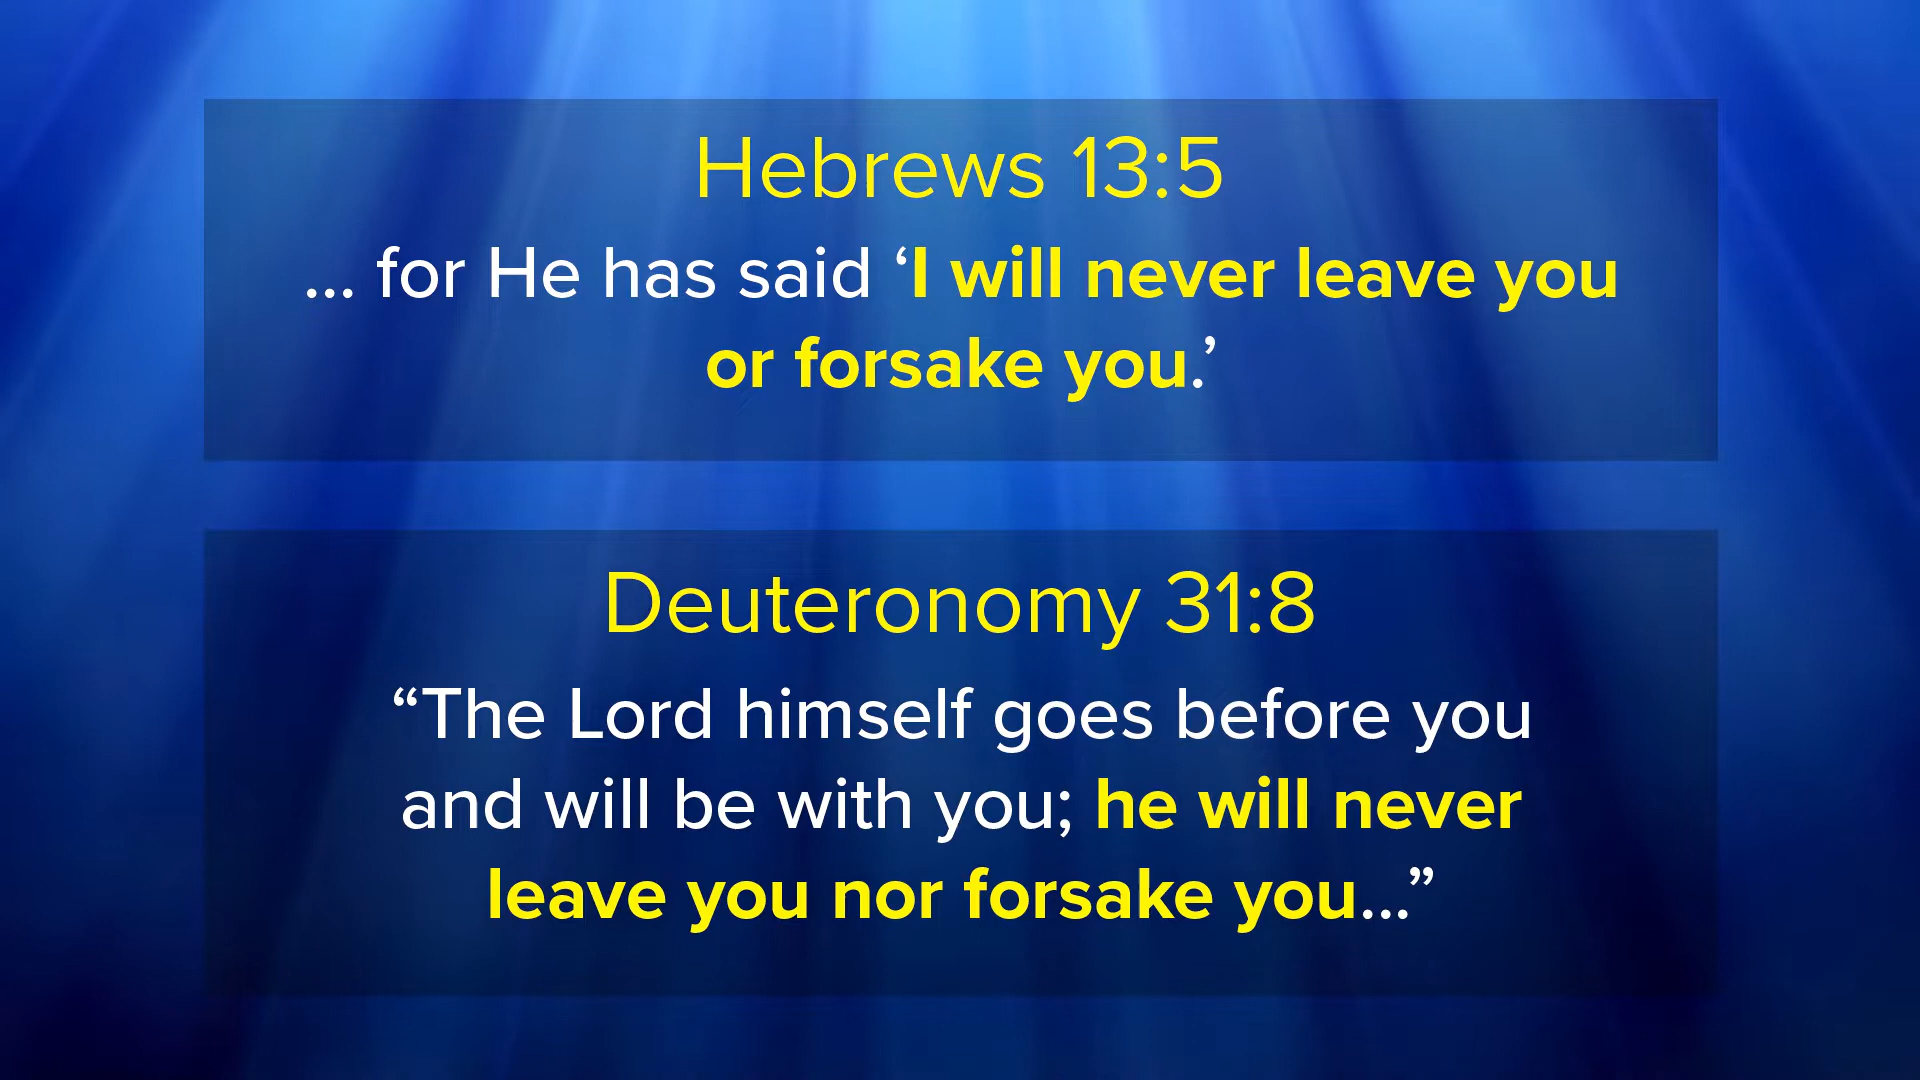 Hebrews 13:5
... for He has said ‘I will never leave you
or forsake you.’
Deuteronomy 31:8
“The Lord himself goes before you
and will be with you; he will never
leave you nor forsake you...”